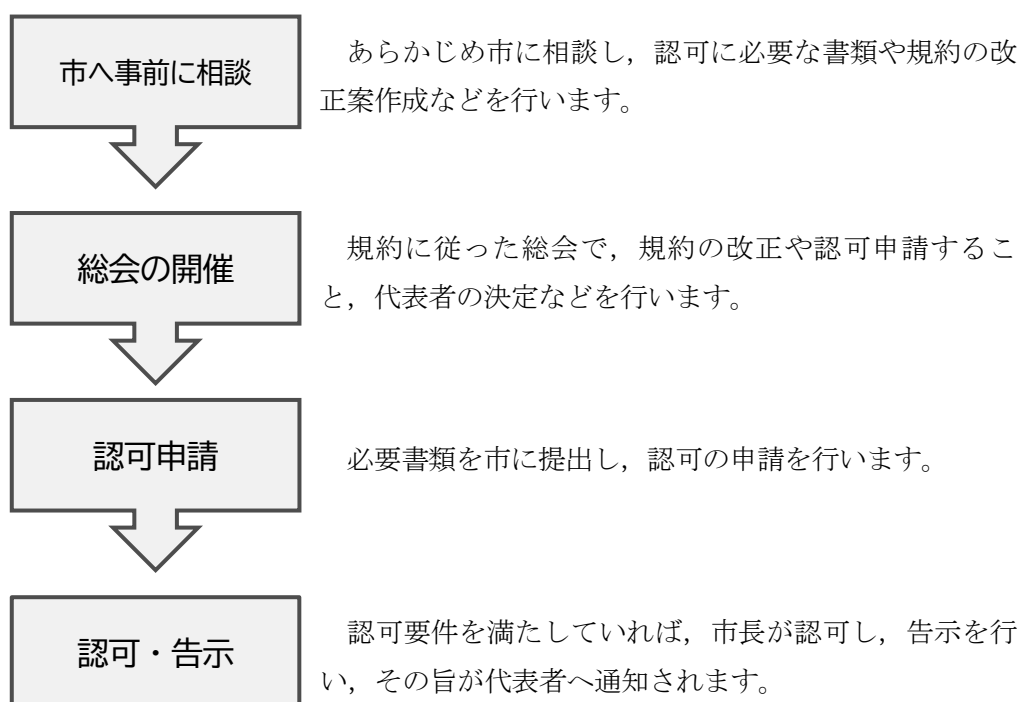 市へ事前に相談
あらかじめ市に相談し，認可に必要な書類や規約の改
正案作成などを行います。
総会の開催
規約に従った総会で，規約の改正や認可申請するこ
と，代表者の決定などを行います。
認可申請
必要書類を市に提出し，認可の申請を行います。
認可・告示
認可要件を満たしていれば，市長が認可し，告示を行
い，その旨が代表者へ通知されます。